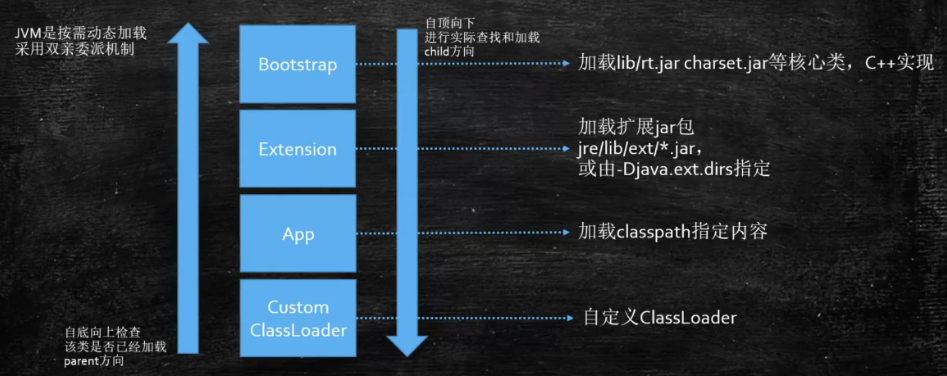 JVM是按需动态加载
采用双亲委派机制
自顶向下
进行实际查找和加载
child方向
Bootstrap
加载lib/rt.jar charset.jar等核心类，C++实现
Extension
加载扩展jar包
jre/lib/ext/*.jar，
或由-Djava.ext.dirs指定
App
加载classpath指定内容
Custom
ClassLoader
自定义ClassLoader
自底向上检查
该类是否已经加载
parent方向